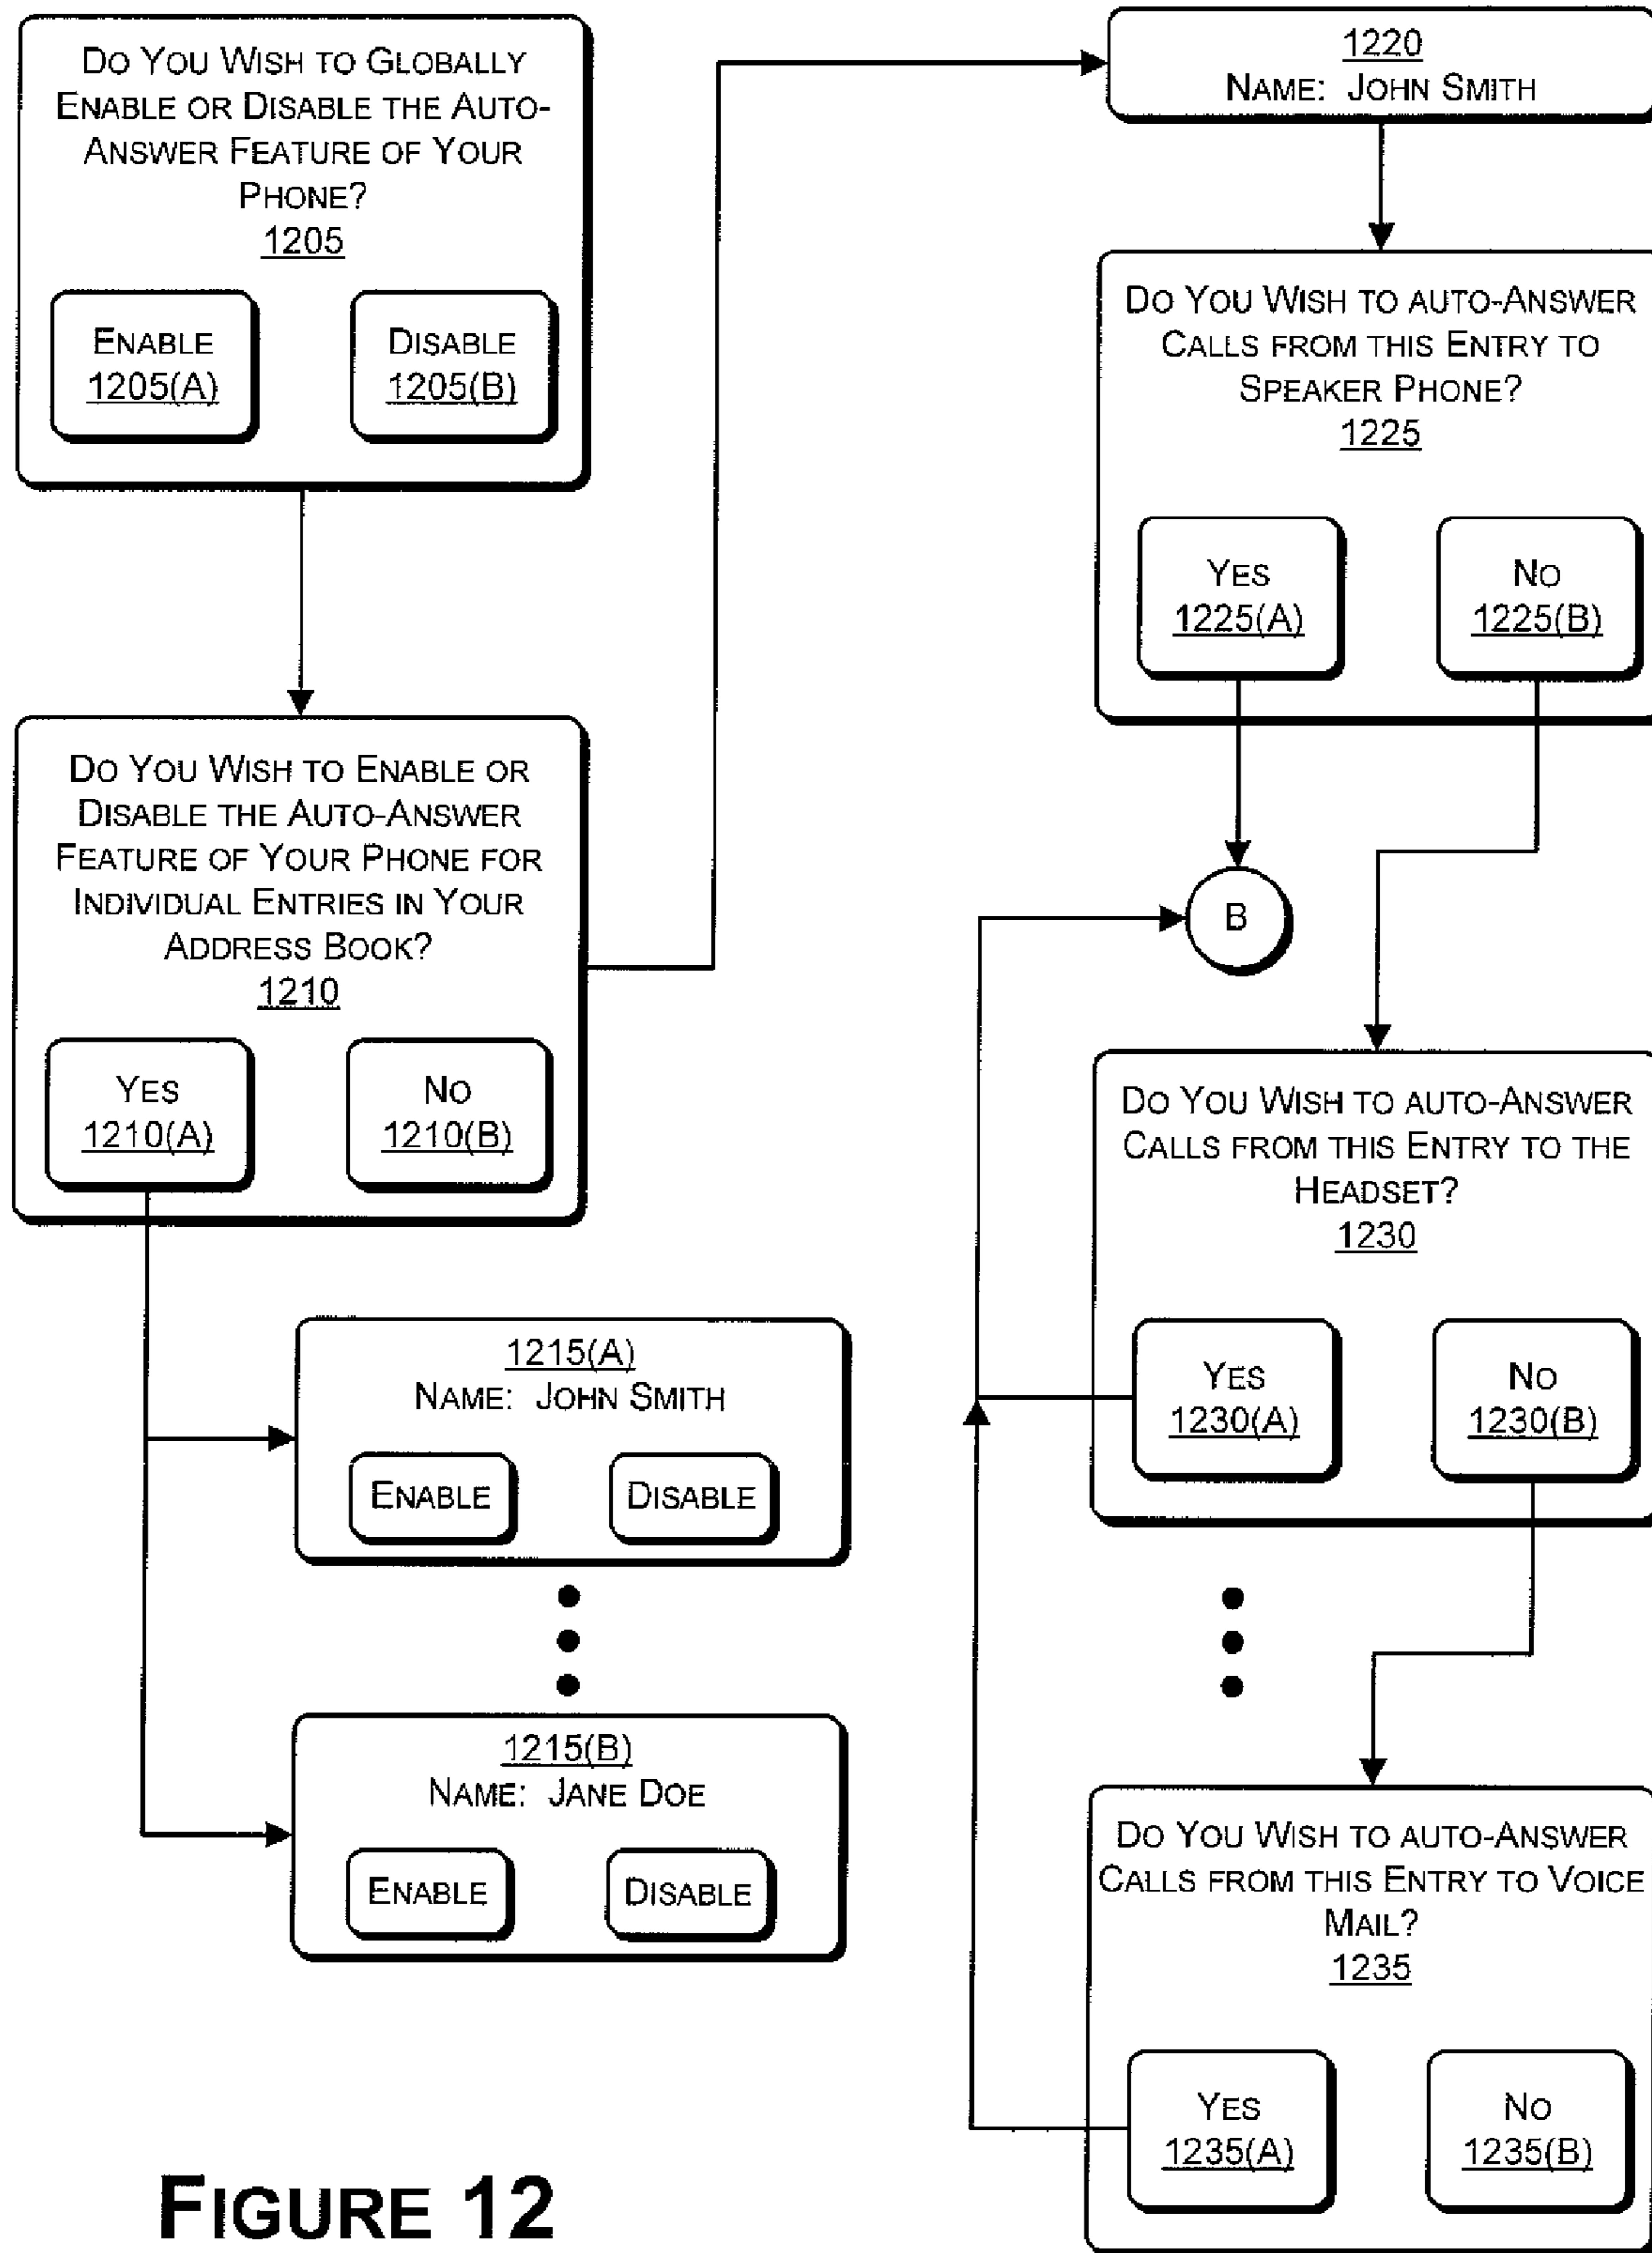 Do You Wish to Globally
Enable or Disable the Auto-
Answer Feature of Your
Phone?
1205
Enable
1205(A)
Disable
1205(B)
Do You Wish to Enable or
Disable the Auto-Answer
Feature of Your Phone for
Individual Entries in Your
Address Book?
1210
Yes
1210(A)
No
1210(B)
1215(A)
Name: John Smith
Enable
Disable
1215(B)
Name: Jane Doe
Enable
Disable
1220
Name: John Smith
Do You Wish to auto-Answer
Calls from this Entry to
Speaker Phone?
1225
Yes
1225(A)
No
1225(B)
B
Do You Wish to auto-Answer
Calls from this Entry to the
Headset?
1230
Yes
1230(A)
No
1230(B)
Do You Wish to auto-Answer
Calls from this Entry to Voice
Mail?
1235
Yes
1235(A)
No
1235(B)
Figure 12